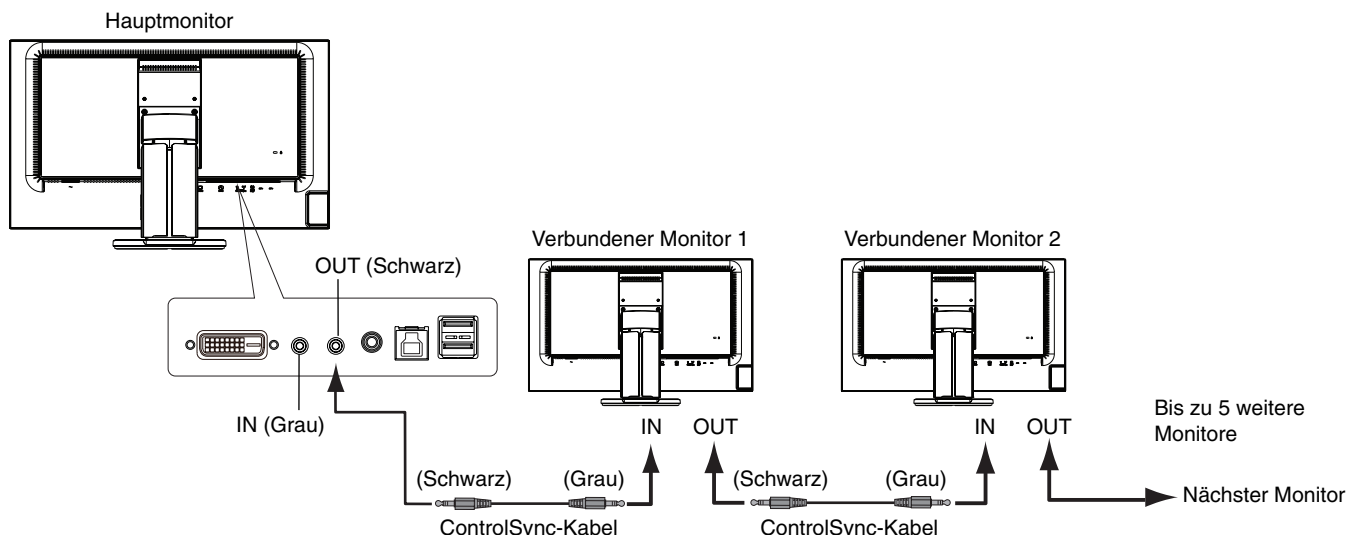 Hauptmonitor
Verbundener Monitor 1
Verbundener Monitor 2
OUT (Schwarz)
IN (Grau)
IN
OUT
IN
OUT
Bis zu 5 weitere
Monitore
(Schwarz)
(Grau)
(Schwarz)
(Grau)
Nächster Monitor
ControlSync-Kabel
ControlSync-Kabel